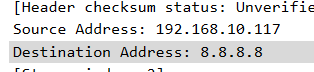 [Header checksum status: Unverifie
Source Address: 192.168.10.117
Destination Address: 8.8.8.8